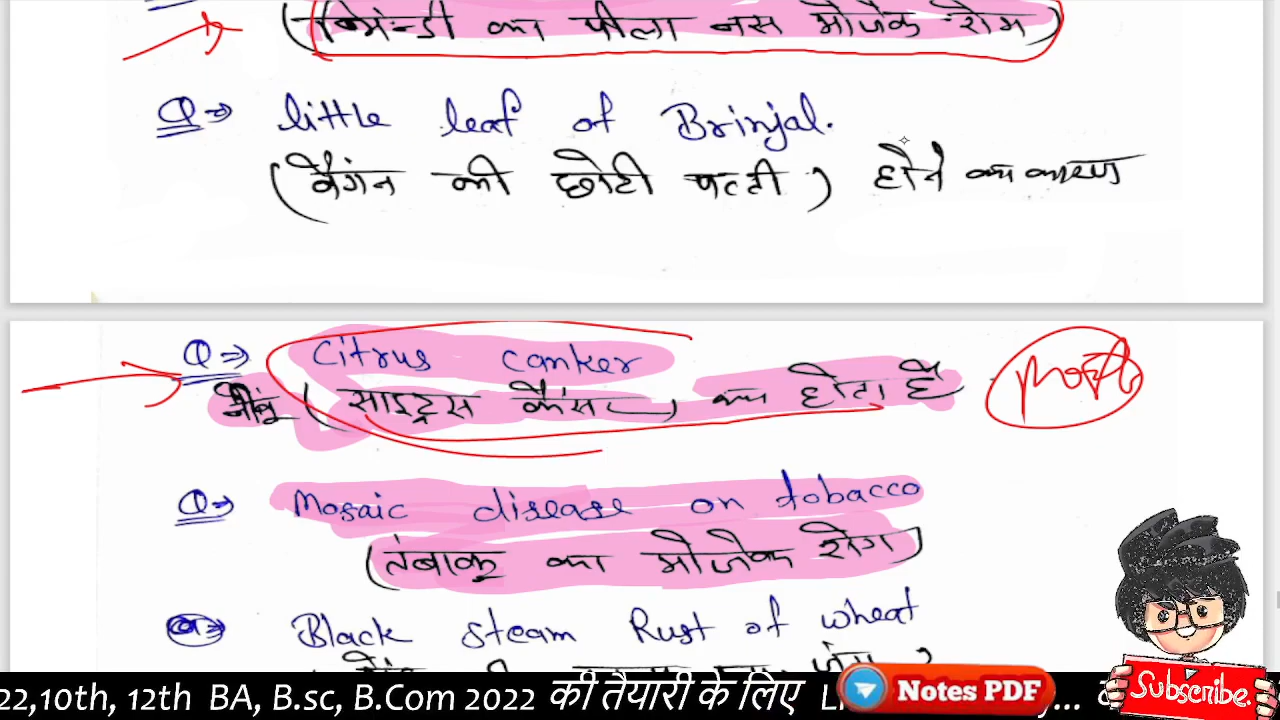 (भिन्डी का पीला नस मोजेक रोग)
Q⇒ little leaf of Brinjal.
(बैगंन की छोटी पत्ती) होने का कारण
Q⇒ Citrus canker
नीबू (साइट्रस कैंसर) का होता है
Q⇒ Mosaic disease on tobacco
(तंबाकू का मोजेक रोग)
Q⇒ Black steam Rust of wheat
22,10th, 12th BA, B.sc, B.Com 2022 की तैयारी के लिए
Notes PDF
Subscribe.